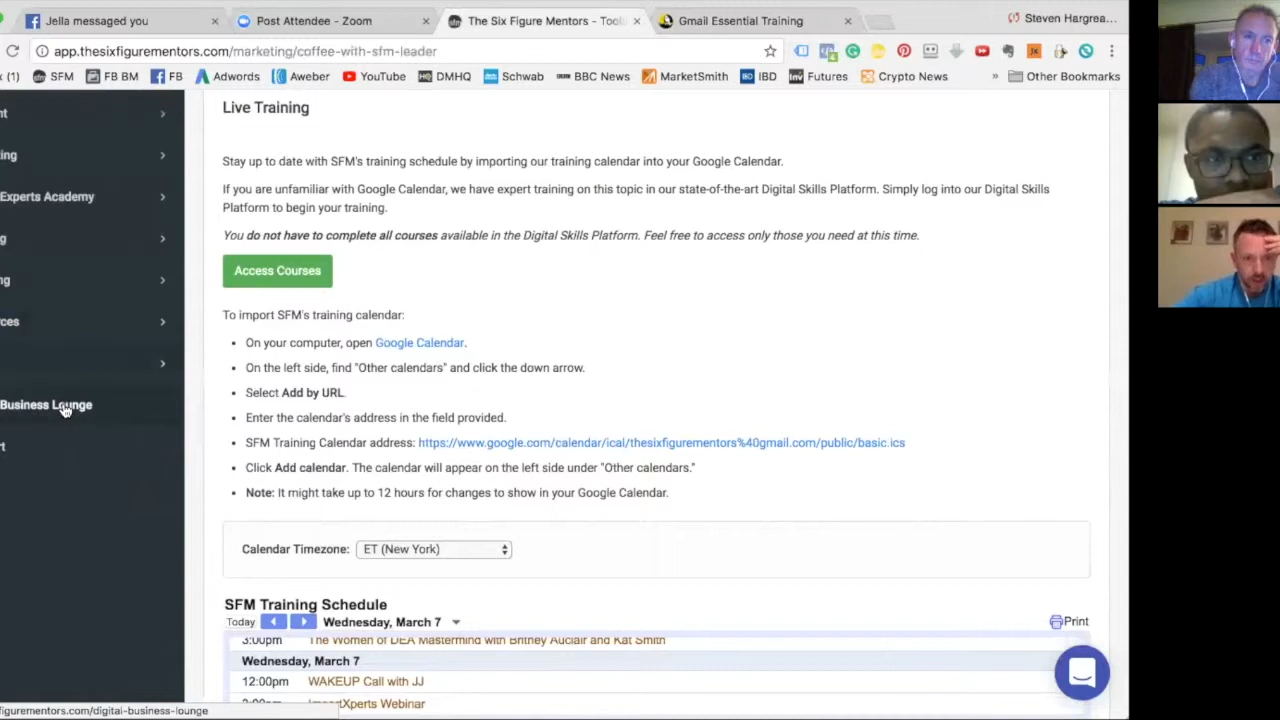 Jella messaged you
Post Attendee - Zoom
The Six Figure Mentors - Tool
Gmail Essential Training
Steven Hargrea...
app.thesixfigurementors.com/marketing/coffee-with-sfm-leader
(1)
SFM
FB BM
FB
Adwords
Aweber
YouTube
DMHQ
Schwab
BBC News
MarketSmith
IBD
Futures
Crypto News
»
Other Bookmarks
Live Training
Stay up to date with SFM's training schedule by importing our training calendar into your Google Calendar.
If you are unfamiliar with Google Calendar, we have expert training on this topic in our state-of-the-art Digital Skills Platform. Simply log into our Digital Skills
Platform to begin your training.
You do not have to complete all courses available in the Digital Skills Platform. Feel free to access only those you need at this time.
Access Courses
To import SFM's training calendar:
• On your computer, open Google Calendar.
• On the left side, find "Other calendars" and click the down arrow.
• Select Add by URL.
• Enter the calendar's address in the field provided.
• SFM Training Calendar address: https://www.google.com/calendar/ical/thesixfigurementors%40gmail.com/public/basic.ics
• Click Add calendar. The calendar will appear on the left side under "Other calendars."
• Note: It might take up to 12 hours for changes to show in your Google Calendar.
Calendar Timezone: ET (New York)
SFM Training Schedule
Today
Wednesday, March 7
Print
3:00pm The Women of DEA Mastermind with Britney Auclair and Kat Smith
Wednesday, March 7
12:00pm WAKEUP Call with JJ
ImportXperts Webinar
Experts Academy
Business Lounge
figurementors.com/digital-business-lounge